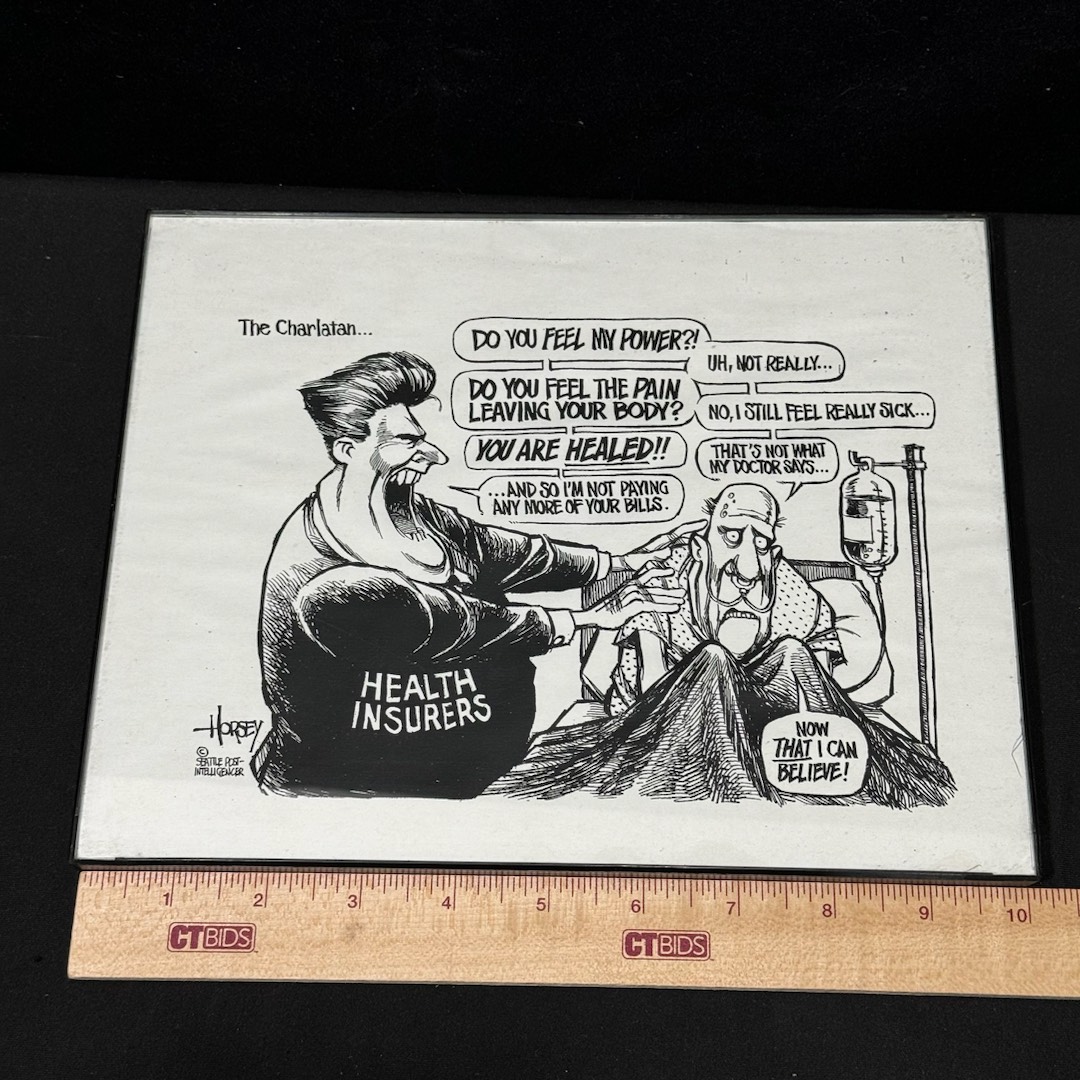 The Charlatan...
DO YOU FEEL MY POWER?!
UH, NOT REALLY...
DO YOU FEEL THE PAIN
LEAVING YOUR BODY?
NO, I STILL FEEL REALLY SICK...
YOU ARE HEALED!!
THAT'S NOT WHAT
MY DOCTOR SAYS...
...AND SO I'M NOT PAYING
ANY MORE OF YOUR BILLS.
NOW
THAT I CAN
BELIEVE!
HEALTH
INSURERS
HORSEY
©
SEATTLE POST-
INTELLIGENCER
1 2 3 4 5 6 7 8 9 10
CTBIDS CTBIDS